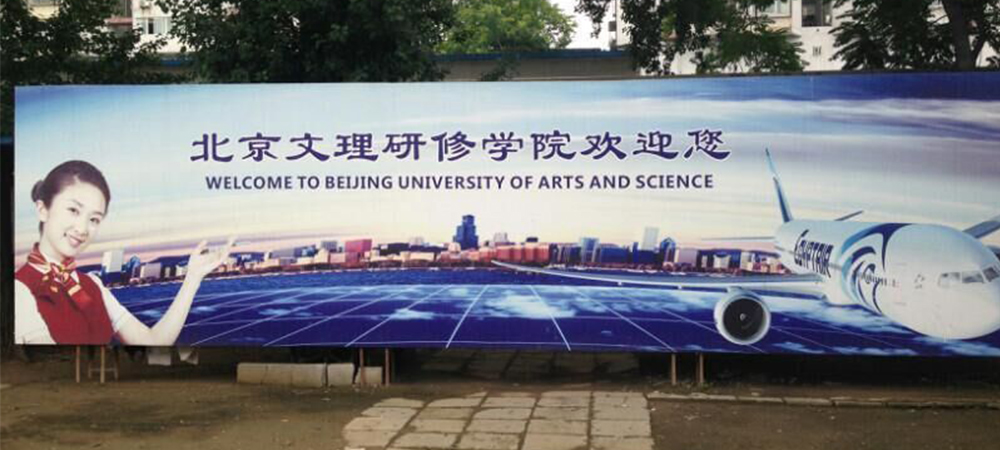 北京文理研修学院欢迎您
WELCOME TO BEIJING UNIVERSITY OF ARTS AND SCIENCE
EGYPTAIR